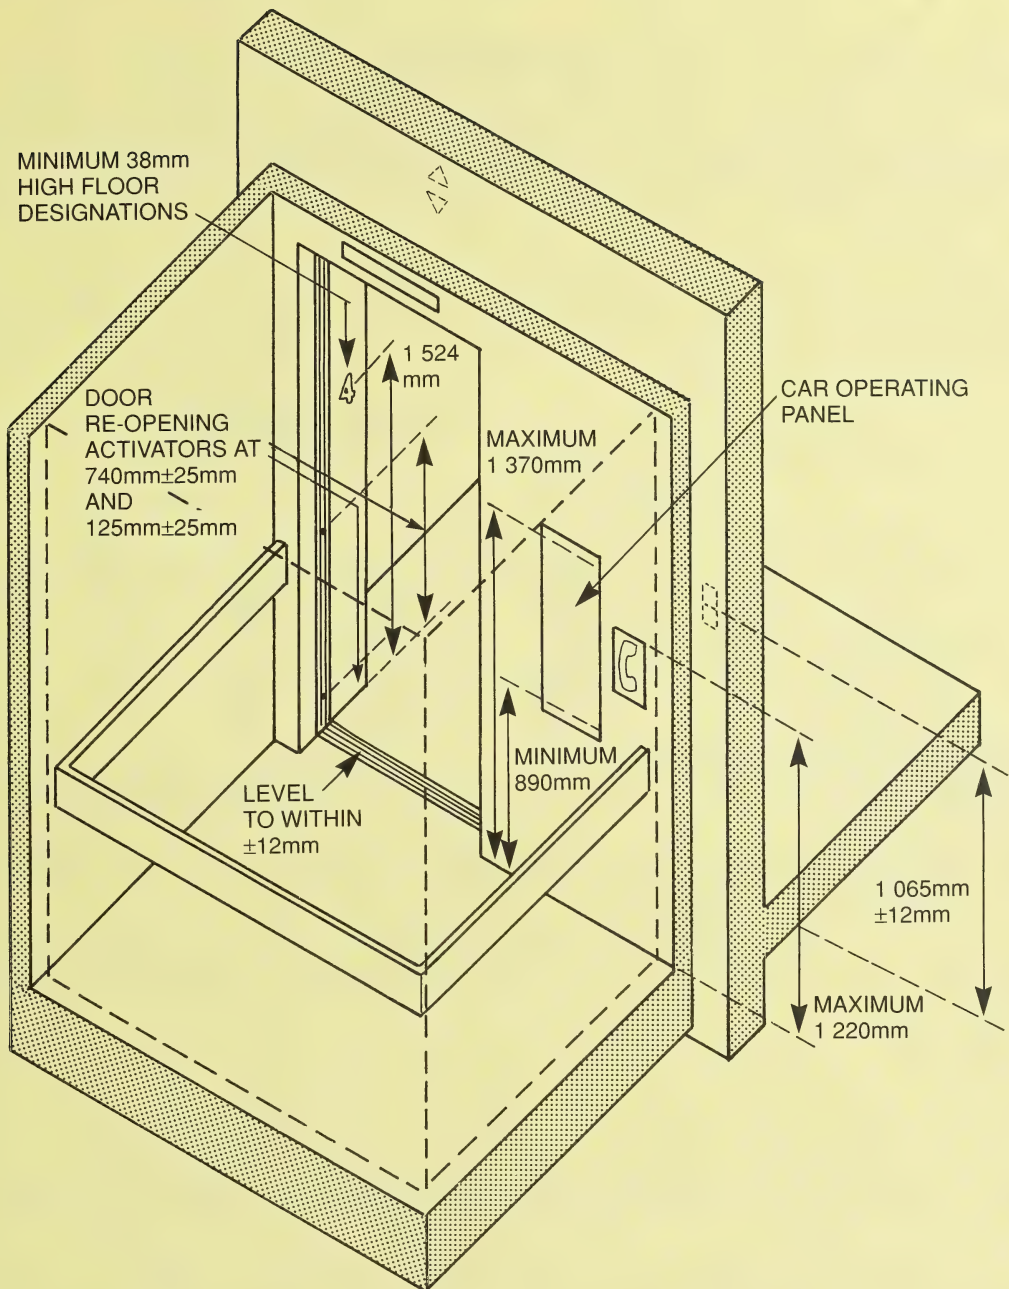 MINIMUM 38mm
HIGH FLOOR
DESIGNATIONS
4
1 524
mm
DOOR
RE-OPENING
ACTIVATORS AT
740mm±25mm
AND
125mm±25mm
MAXIMUM
1 370mm
CAR OPERATING
PANEL
MINIMUM
890mm
LEVEL
TO WITHIN
±12mm
1 065mm
±12mm
MAXIMUM
1 220mm